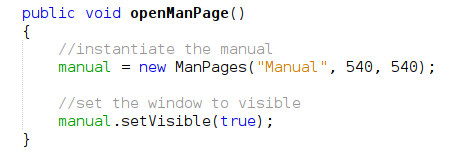 public void openManPage()
{
    //instantiate the manual
    manual = new ManPages("Manual", 540, 540);

    //set the window to visible
    manual.setVisible(true);
}